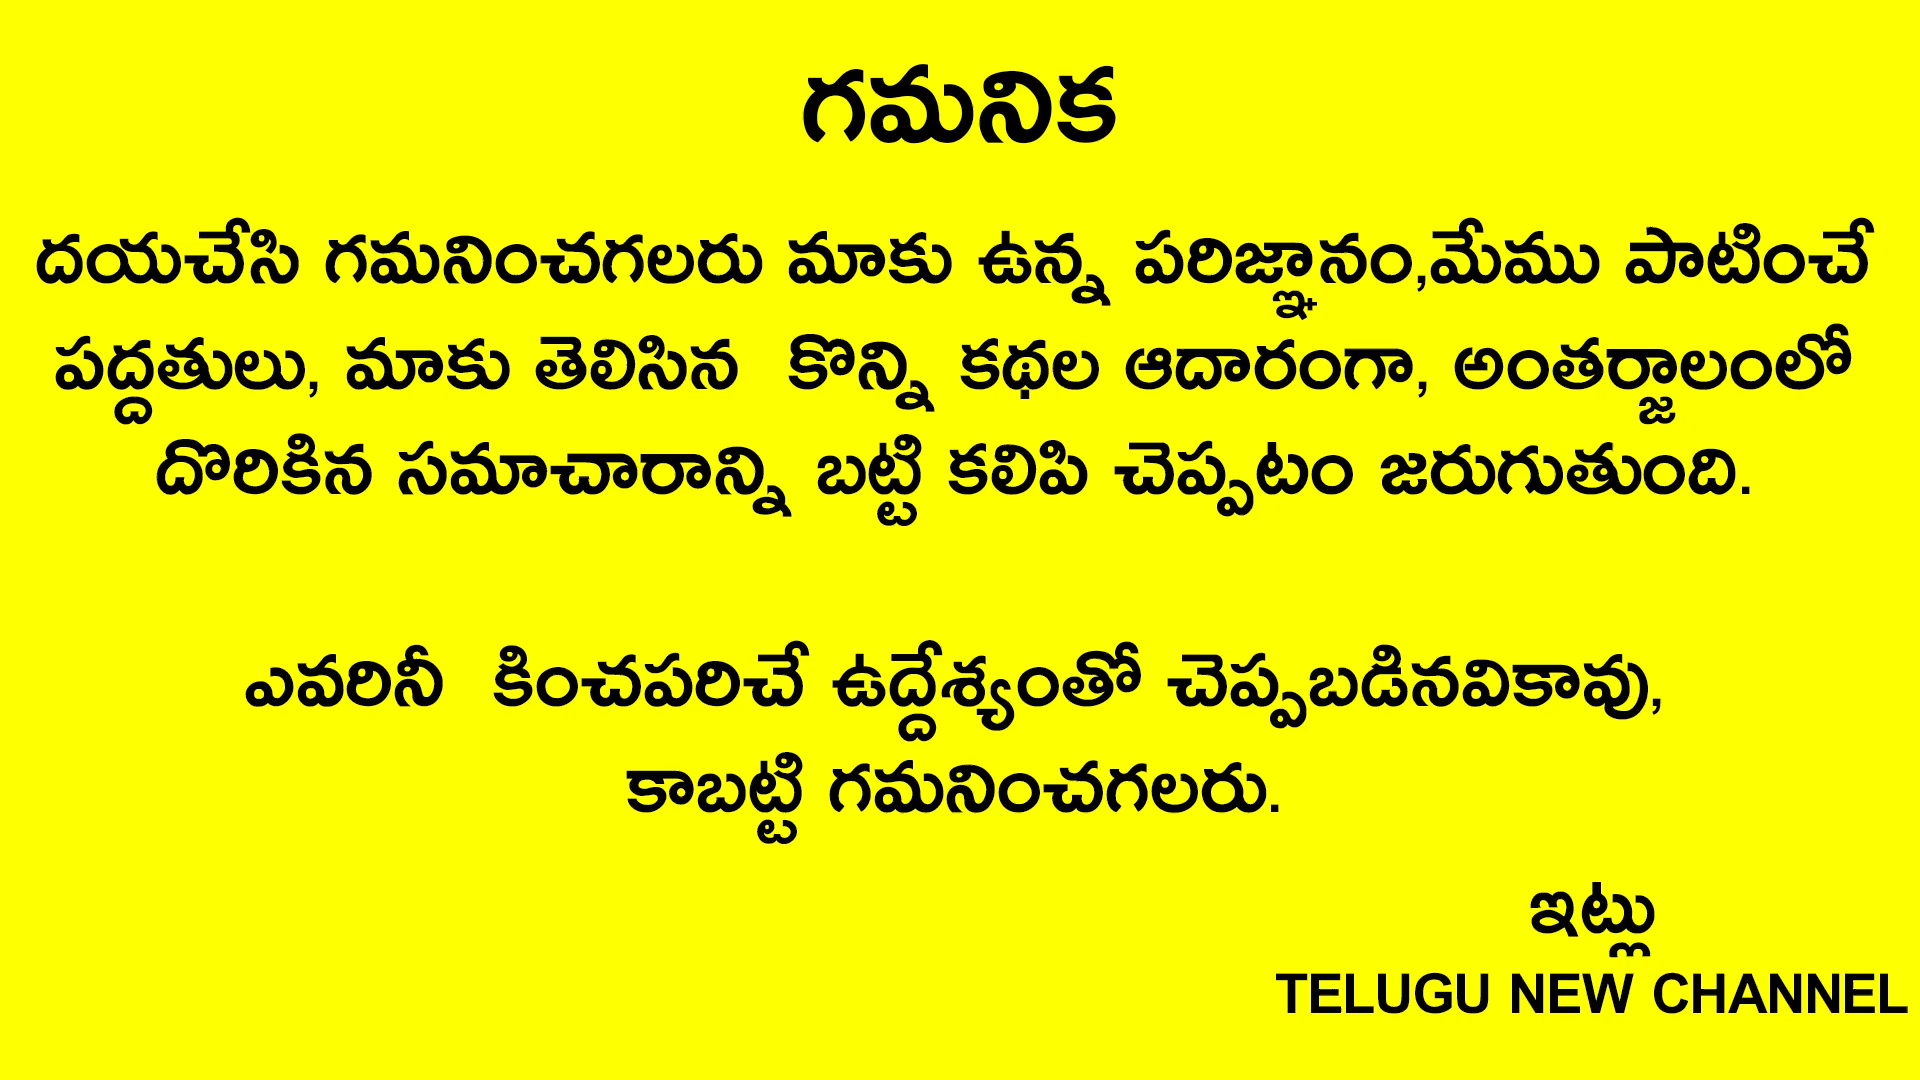 గమనిక
దయచేసి గమనించగలరు మాకు ఉన్న పరిజ్ఞానం,మేము పాటించే
పద్దతులు, మాకు తెలిసిన కొన్ని కథల ఆదారంగా, అంతర్జాలంలో
దొరికిన సమాచారాన్ని బట్టి కలిపి చెప్పటం జరుగుతుంది.
ఎవరినీ కించపరిచే ఉద్దేశ్యంతో చెప్పబడినవికావు,
కాబట్టి గమనించగలరు.
ఇట్లు
TELUGU NEW CHANNEL